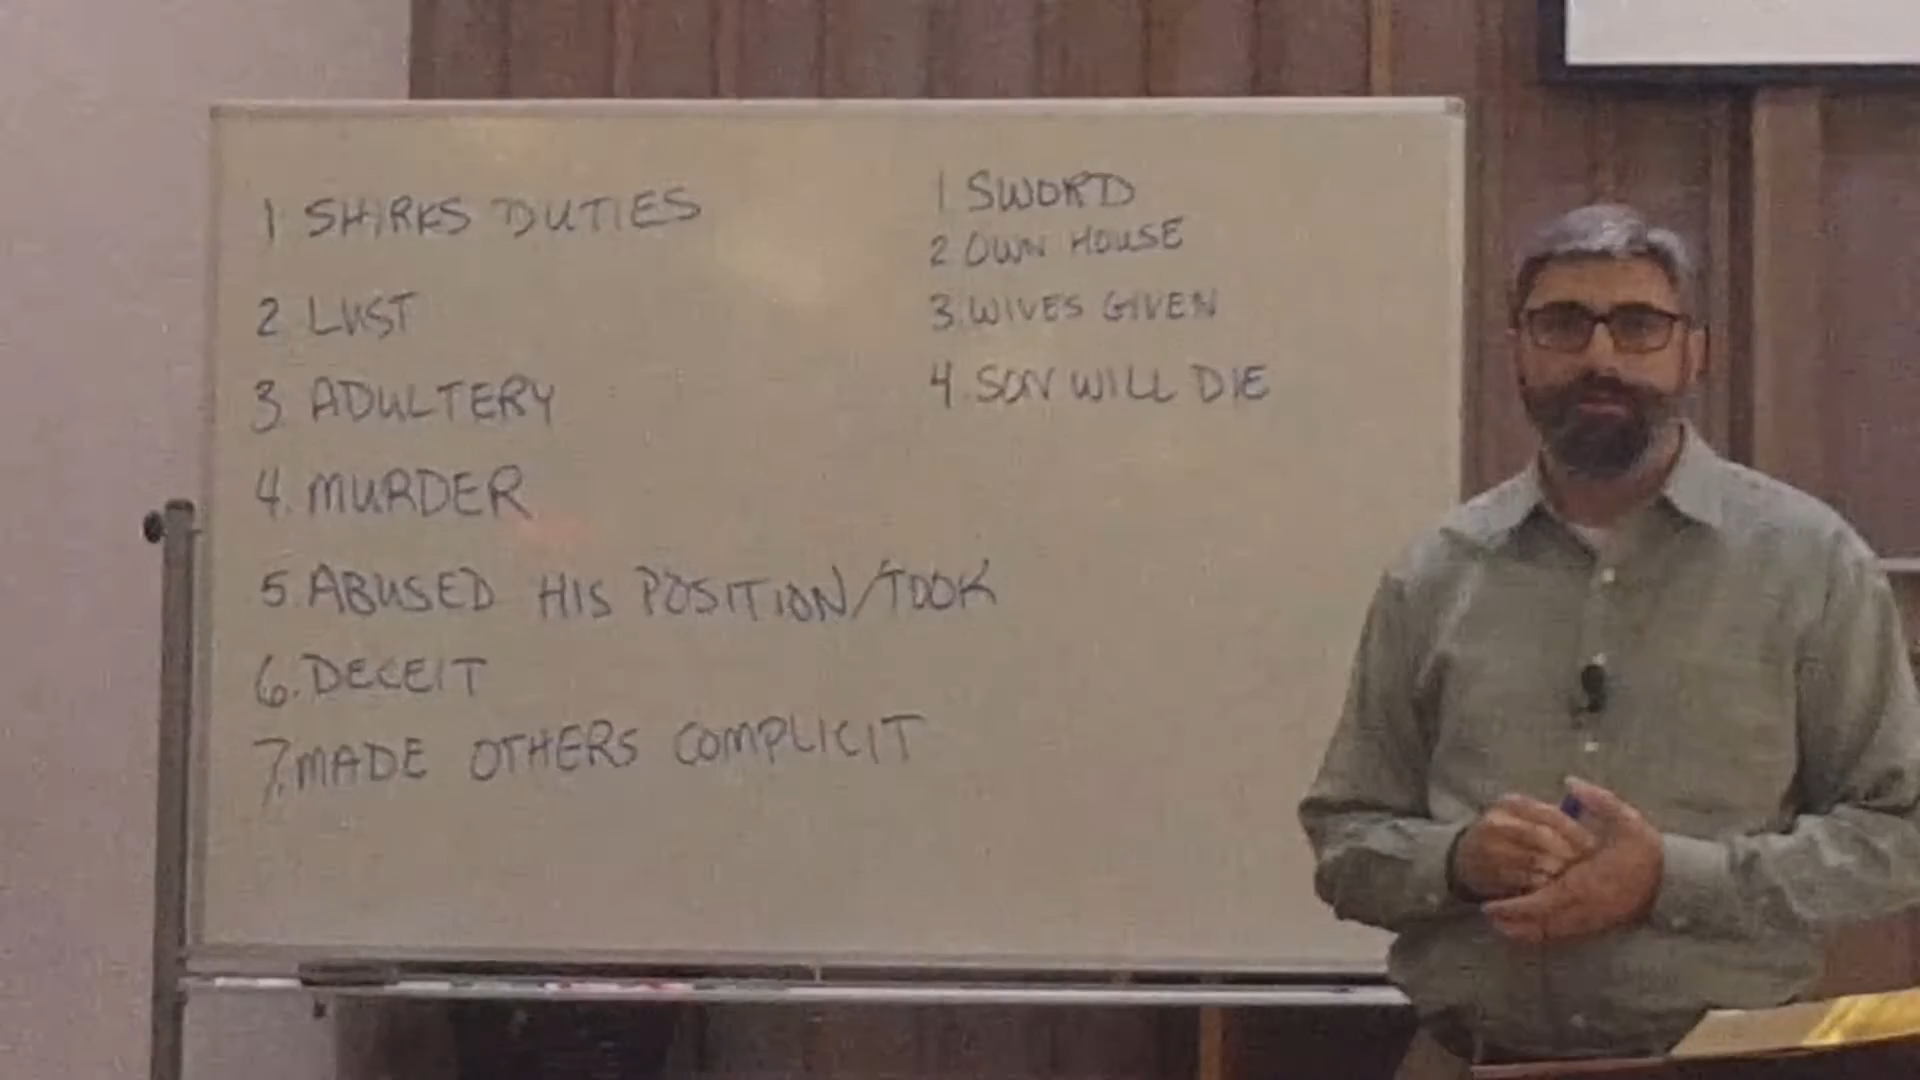 1 SHIRKS DUTIES
2 LUST
3 ADULTERY
4. MURDER
5. ABUSED HIS POSITION/TOOK
6. DECEIT
7. MADE OTHERS COMPLICIT
1 SWORD
2 OWN HOUSE
3. WIVES GIVEN
4. SON WILL DIE